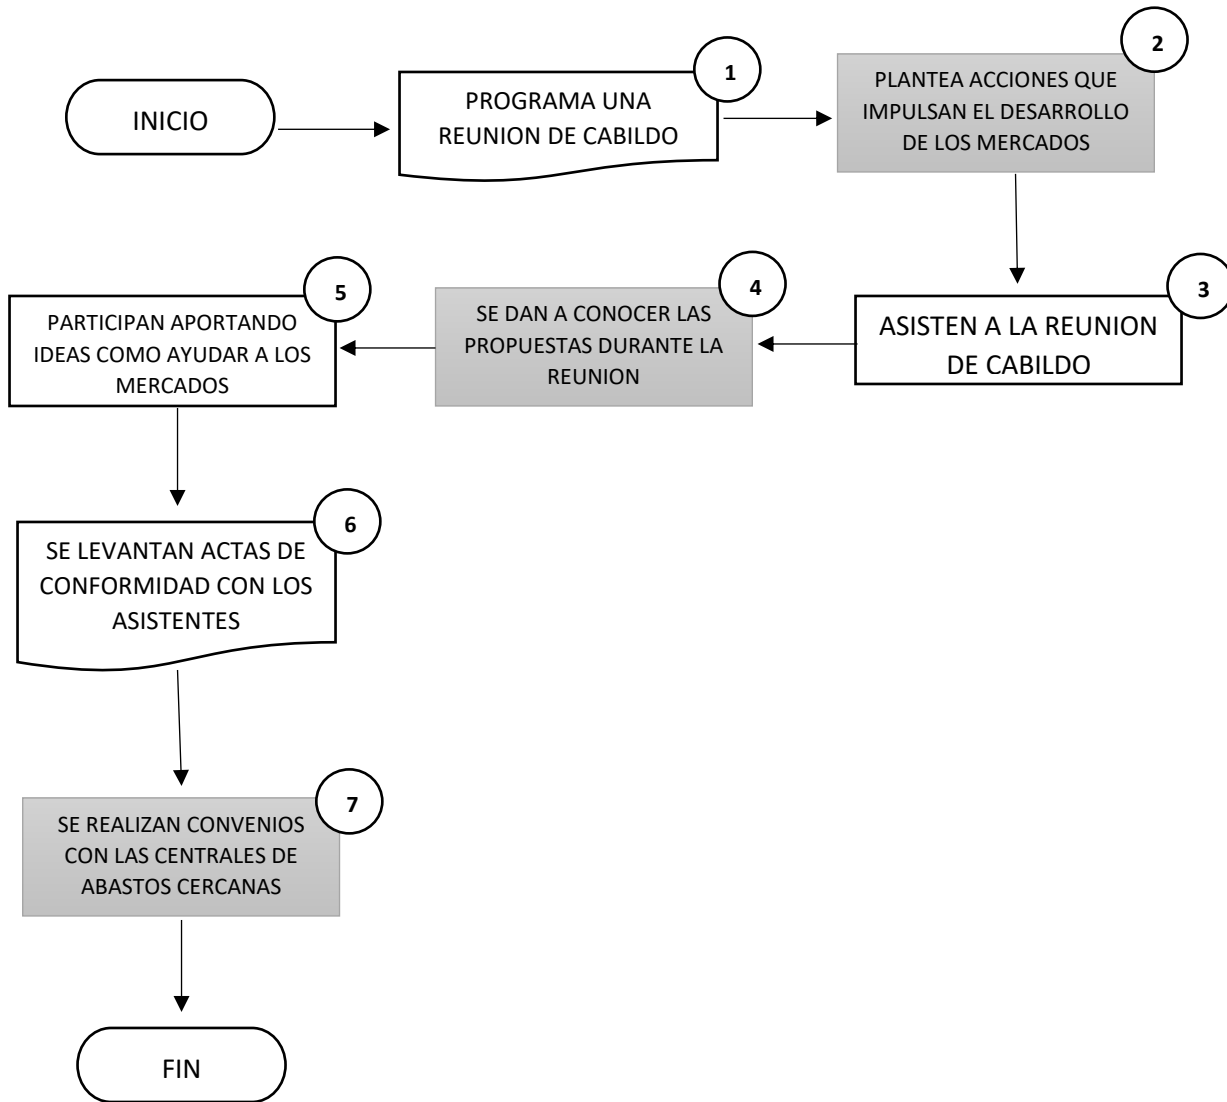 INICIO
1
PROGRAMA UNA
REUNION DE CABILDO
2
PLANTEA ACCIONES QUE
IMPULSAN EL DESARROLLO
DE LOS MERCADOS
3
ASISTEN A LA REUNION
DE CABILDO
4
SE DAN A CONOCER LAS
PROPUESTAS DURANTE LA
REUNION
5
PARTICIPAN APORTANDO
IDEAS COMO AYUDAR A LOS
MERCADOS
6
SE LEVANTAN ACTAS DE
CONFORMIDAD CON LOS
ASISTENTES
7
SE REALIZAN CONVENIOS
CON LAS CENTRALES DE
ABASTOS CERCANAS
FIN